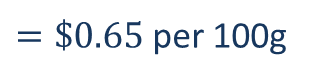 = $0.65 per 100g